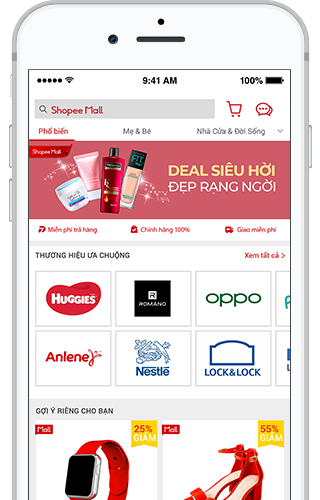 9:41 AM
100%
Shopee Mall
Phổ biến
Mẹ & Bé
Nhà Cửa & Đời Sống
Shopee Mall
DEAL SIÊU HỜI
ĐẸP RẠNG NGỜI
FIT
Miễn phí trả hàng
Chính hãng 100%
Giao miễn phí
THƯƠNG HIỆU ƯA CHUỘNG
Xem tất cả >
HUGGIES
R
ROMANO
oppo
Anlene
Nestlé
LOCK&LOCK
GỢI Ý RIÊNG CHO BẠN
Mall
25%
GIẢM
Mall
55%
GIẢM